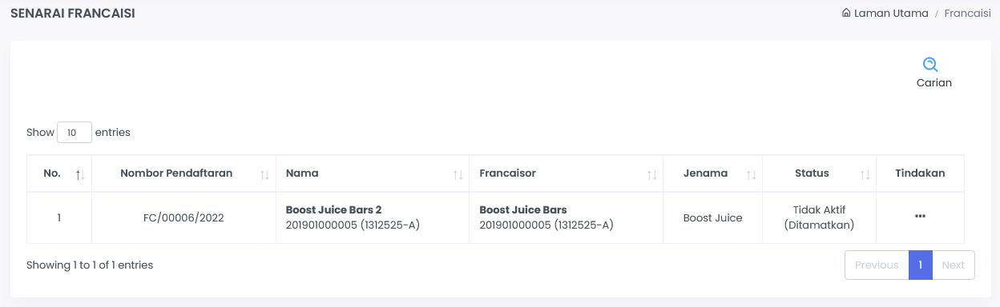 SENARAI FRANCAISI
Laman Utama / Francaisi
Carian
Show 10 entries
No. Nombor Pendaftaran Nama Francaisor Jenama Status Tindakan
1 FC/00006/2022 Boost Juice Bars 2 Boost Juice Bars Boost Juice Tidak Aktif ...
201901000005 (1312525-A) 201901000005 (1312525-A) (Ditamatkan)
Showing 1 to 1 of 1 entries
Previous 1 Next